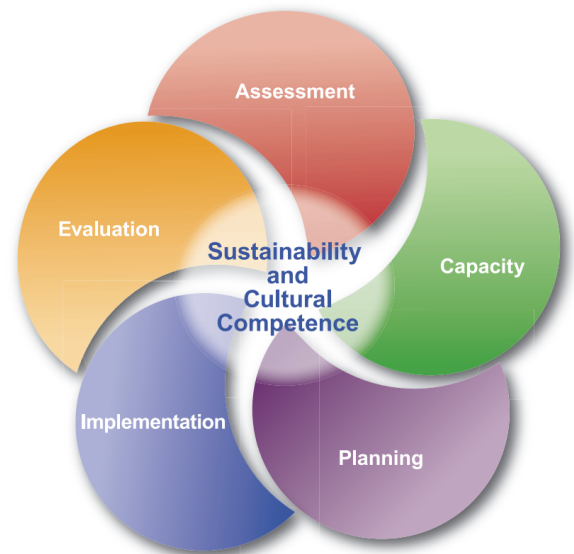 Assessment
Evaluation
Capacity
Sustainability
and
Cultural
Competence
Implementation
Planning